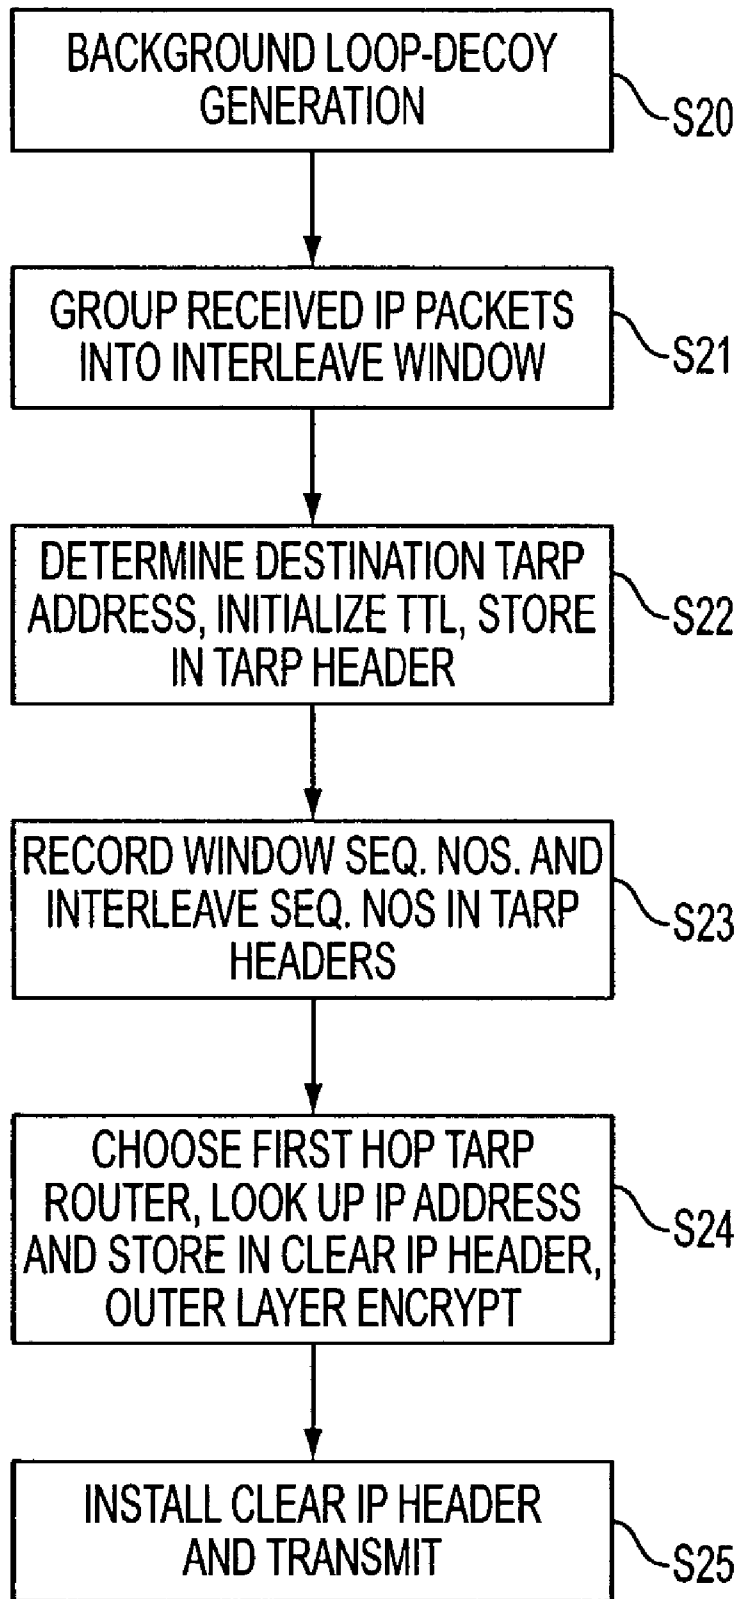 BACKGROUND LOOP-DECOY
GENERATION
S20
GROUP RECEIVED IP PACKETS
INTO INTERLEAVE WINDOW
S21
DETERMINE DESTINATION TARP
ADDRESS, INITIALIZE TTL, STORE
IN TARP HEADER
S22
RECORD WINDOW SEQ. NOS. AND
INTERLEAVE SEQ. NOS IN TARP
HEADERS
S23
CHOOSE FIRST HOP TARP
ROUTER, LOOK UP IP ADDRESS
AND STORE IN CLEAR IP HEADER,
OUTER LAYER ENCRYPT
S24
INSTALL CLEAR IP HEADER
AND TRANSMIT
S25